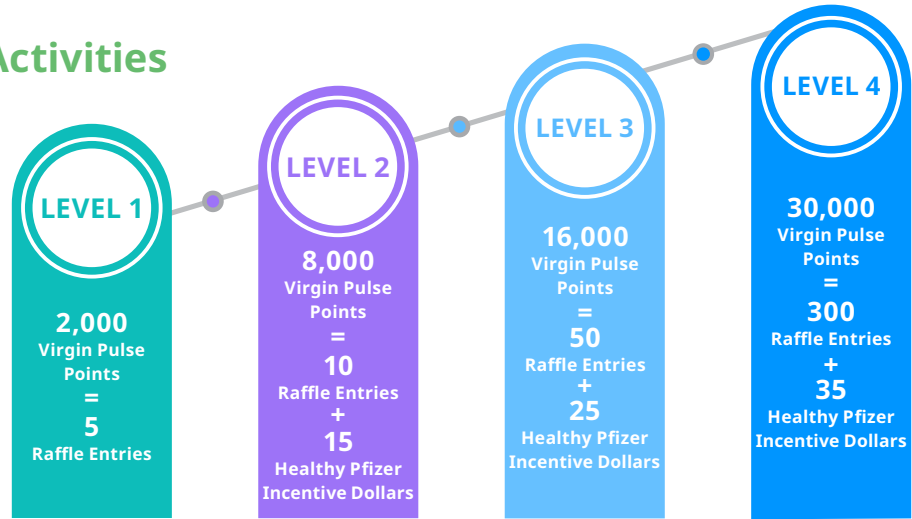 Activities
LEVEL 1
2,000
Virgin Pulse
Points
=
5
Raffle Entries
LEVEL 2
8,000
Virgin Pulse
Points
=
10
Raffle Entries
+
15
Healthy Pfizer
Incentive Dollars
LEVEL 3
16,000
Virgin Pulse
Points
=
50
Raffle Entries
+
25
Healthy Pfizer
Incentive Dollars
LEVEL 4
30,000
Virgin Pulse
Points
=
300
Raffle Entries
+
35
Healthy Pfizer
Incentive Dollars